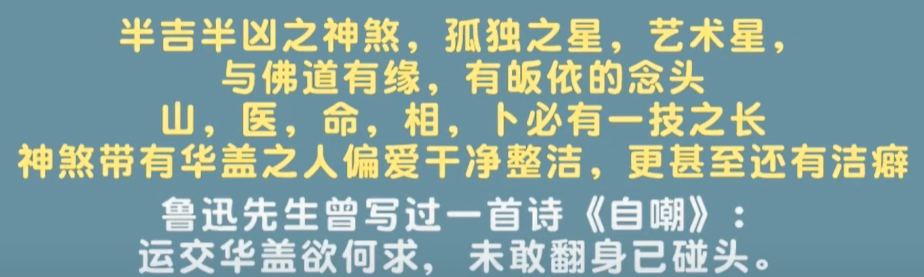 半吉半凶之神煞，孤独之星，艺术星，
与佛道有缘，有皈依的念头
山，医，命，相，卜必有一技之长
神煞带有华盖之人偏爱干净整洁，更甚至还有洁癖
鲁迅先生曾写过一首诗《自嘲》：
运交华盖欲何求，未敢翻身已碰头。